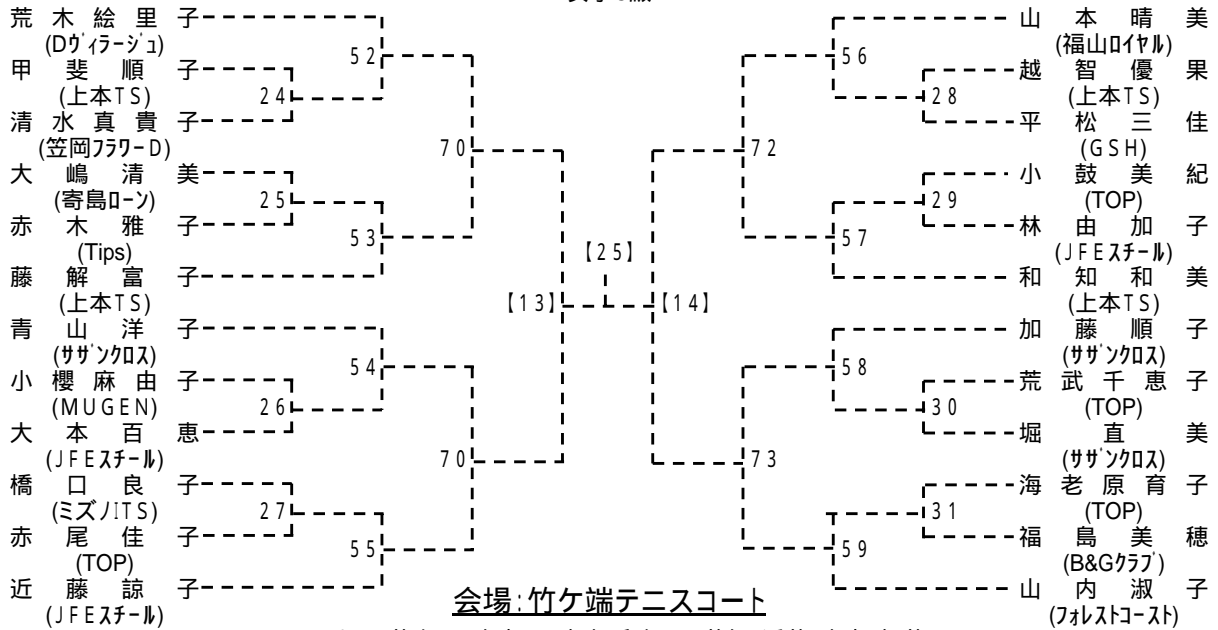 荒木絵里子
(Dヴィラージュ)
52
甲斐順子
(上本TS)
24
清水真貴子
(笠岡フラワーD)
70
大嶋清美
(寄島ローン)
25
赤木雅子
(Tips)
53
藤解富子
(上本TS)
【13】
青山洋子
(サザンクロス)
54
小櫻麻由子
(MUGEN)
26
大本百恵
(JFEスチール)
70
橋口良子
(ミズノITS)
27
赤尾佳子
(TOP)
55
近藤諒子
(JFEスチール)
【25】
山本晴美
(福山ロイヤル)
56
越智優果
(上本TS)
28
平松三佳
(GSH)
72
小鼓美紀
(TOP)
29
林由加子
(JFEスチール)
57
和知和美
(上本TS)
【14】
加藤順子
(サザンクロス)
58
荒武千恵子
(TOP)
30
堀直美
(サザンクロス)
73
海老原育子
(TOP)
31
福島美穂
(B&Gクラブ)
59
山内淑子
(フォレストコースト)
会場:竹ケ端テニスコート